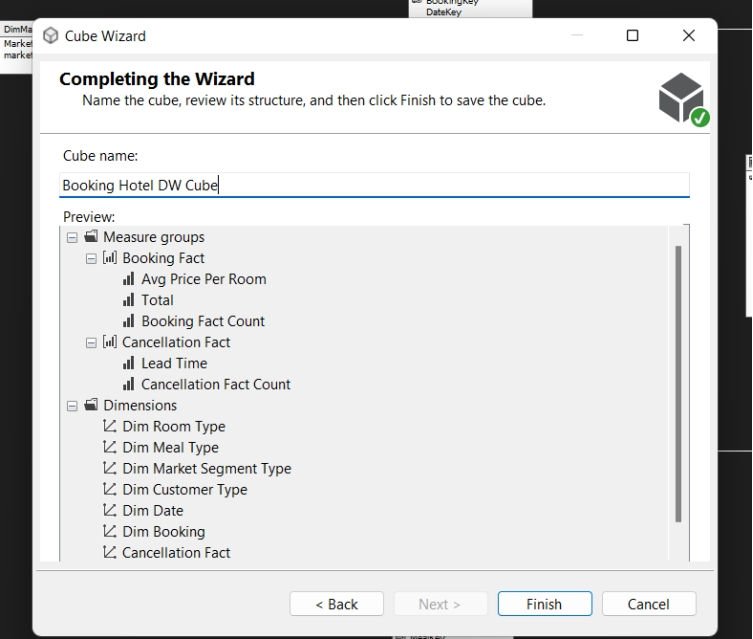 BookingKey
DateKey
DimMa
Market
market
Cube Wizard
Completing the Wizard
Name the cube, review its structure, and then click Finish to save the cube.
Cube name:
Booking Hotel DW Cube
Preview:
Measure groups
Booking Fact
Avg Price Per Room
Total
Booking Fact Count
Cancellation Fact
Lead Time
Cancellation Fact Count
Dimensions
Dim Room Type
Dim Meal Type
Dim Market Segment Type
Dim Customer Type
Dim Date
Dim Booking
Cancellation Fact
< Back
Next >
Finish
Cancel
MealKey